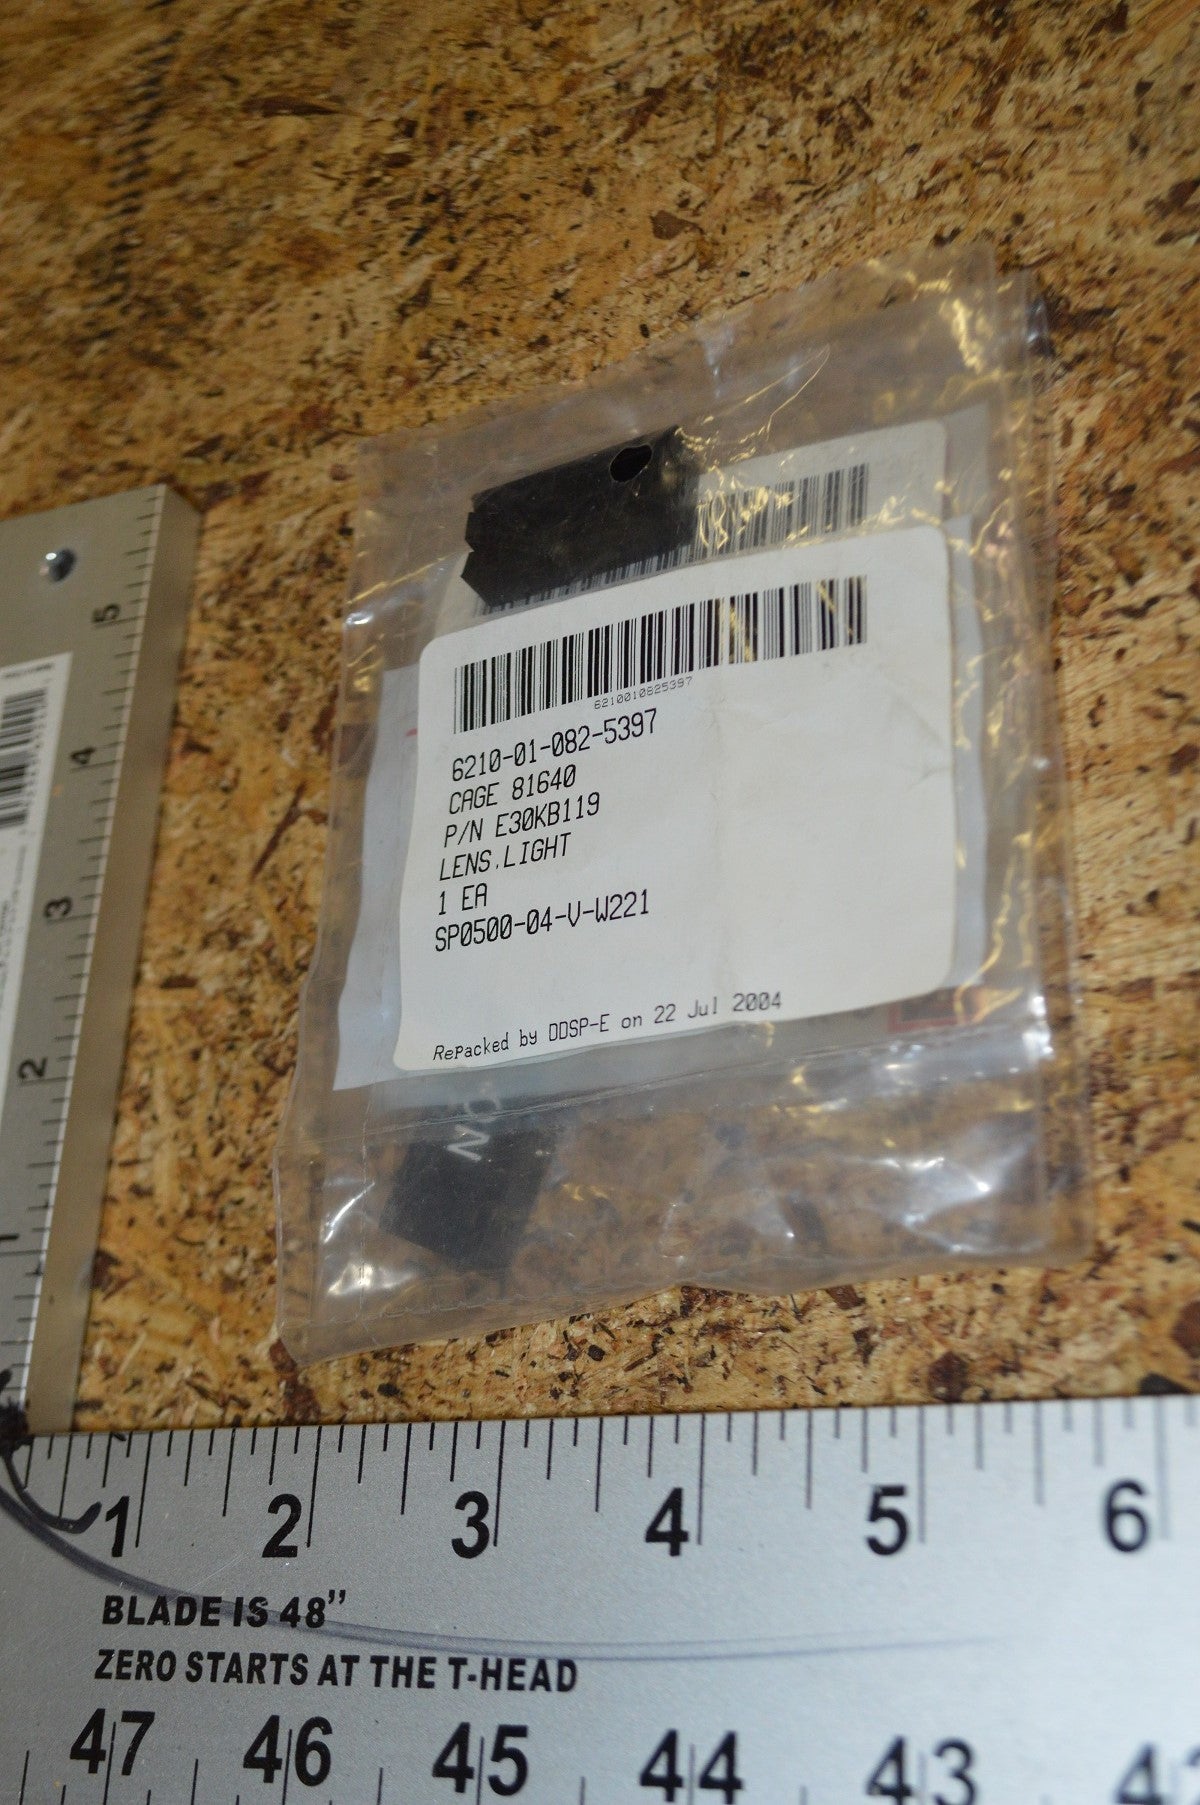 6210010825397
6210-01-082-5397
CAGE 81640
P/N E30KB119
LENS,LIGHT
1 EA
SP0500-04-V-W221
RePacked by DDSP-E on 22 Jul 2004
NO
5
4
3
2
1
1 2 3 4 5 6
BLADE IS 48”
ZERO STARTS AT THE T-HEAD
47 46 45 44 43